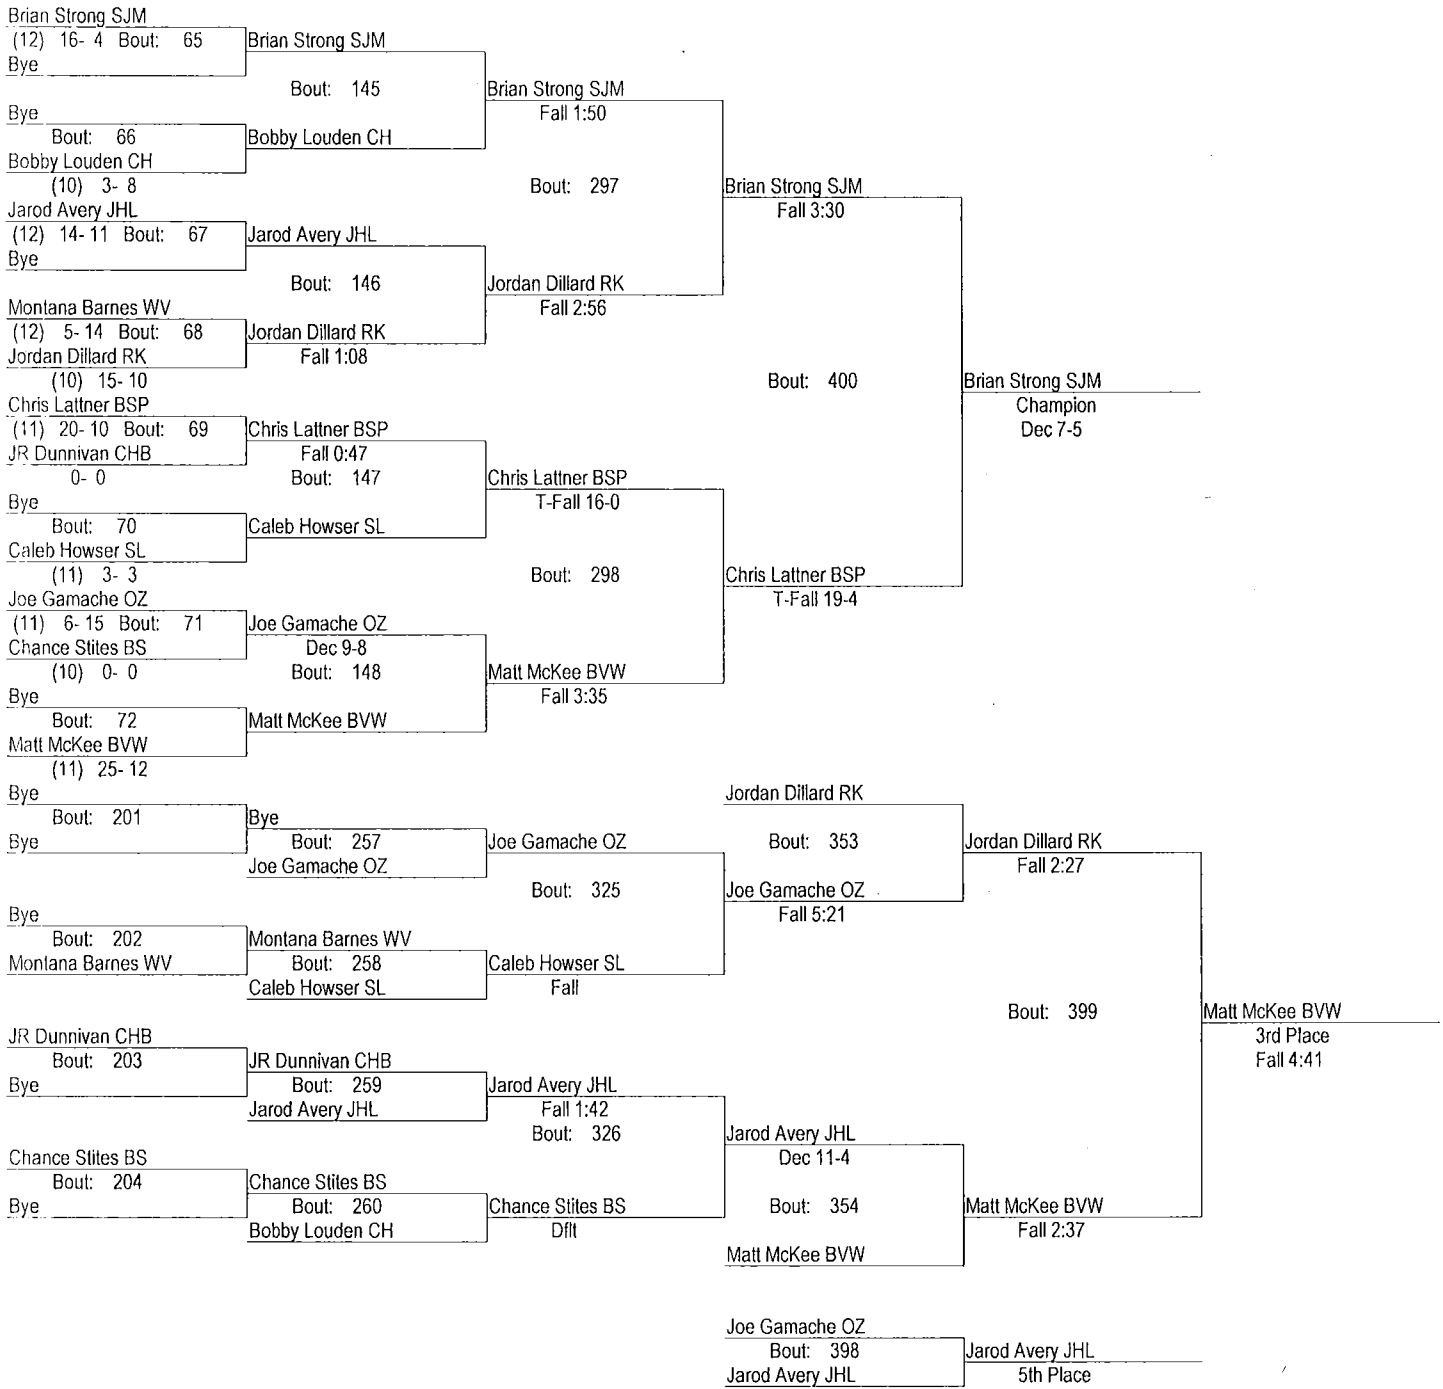 Brian Strong SJM
(12) 16- 4 Bout: 65
Brian Strong SJM
Bye
Bout: 145
Brian Strong SJM
Fall 1:50
Bye
Bout: 66
Bobby Louden CH
Bobby Louden CH
(10) 3- 8
Bout: 297
Brian Strong SJM
Fall 3:30
Jarod Avery JHL
(12) 14- 11 Bout: 67
Jarod Avery JHL
Bye
Bout: 146
Jordan Dillard RK
Fall 2:56
Montana Barnes WV
(12) 5- 14 Bout: 68
Jordan Dillard RK
Fall 1:08
Jordan Dillard RK
(10) 15- 10
Bout: 400
Brian Strong SJM
Champion
Dec 7-5
Chris Lattner BSP
(11) 20- 10 Bout: 69
Chris Lattner BSP
Fall 0:47
JR Dunnivan CHB
0- 0
Bout: 147
Chris Lattner BSP
T-Fall 16-0
Bye
Bout: 70
Caleb Howser SL
Caleb Howser SL
(11) 3- 3
Bout: 298
Chris Lattner BSP
T-Fall 19-4
Joe Gamache OZ
(11) 6- 15 Bout: 71
Joe Gamache OZ
Dec 9-8
Chance Stites BS
(10) 0- 0
Bout: 148
Matt McKee BVW
Fall 3:35
Bye
Bout: 72
Matt McKee BVW
Matt McKee BVW
(11) 25- 12
Bye
Bout: 201
Bye
Bye
Bout: 257
Joe Gamache OZ
Joe Gamache OZ
Jordan Dillard RK
Bout: 353
Jordan Dillard RK
Fall 2:27
Bout: 325
Joe Gamache OZ
Fall 5:21
Bye
Bout: 202
Montana Barnes WV
Montana Barnes WV
Bout: 258
Caleb Howser SL
Caleb Howser SL
Fall
Bout: 399
Matt McKee BVW
3rd Place
Fall 4:41
JR Dunnivan CHB
Bout: 203
Bye
JR Dunnivan CHB
Bout: 259
Jarod Avery JHL
Jarod Avery JHL
Fall 1:42
Bout: 326
Jarod Avery JHL
Dec 11-4
Chance Stites BS
Bout: 204
Bye
Chance Stites BS
Bout: 260
Bobby Louden CH
Chance Stites BS
Dflt
Bout: 354
Matt McKee BVW
Matt McKee BVW
Fall 2:37
Joe Gamache OZ
Bout: 398
Jarod Avery JHL
Jarod Avery JHL
5th Place